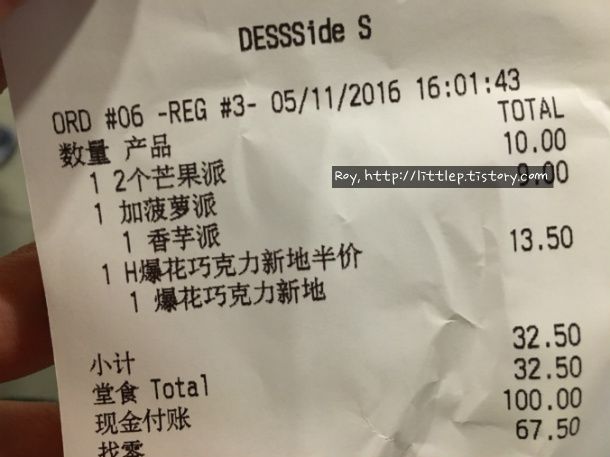 DESSSide S
ORD #06 -REG #3- 05/11/2016 16:01:43
数量 产品 TOTAL
1 2个芒果派 10.00
1 加菠萝派 9.00
1 香芋派
1 H爆花巧克力新地半价 13.50
1 爆花巧克力新地
小计 32.50
堂食 Total 32.50
现金付账 100.00
找零 67.50
Roy, http://littlep.tistory.com